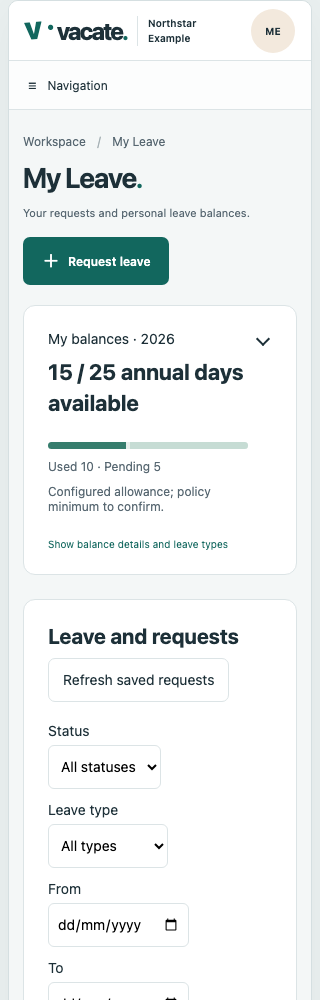 vacate.
Northstar
Example
ME
≡ Navigation
Workspace / My Leave
My Leave.
Your requests and personal leave balances.
+ Request leave
My balances · 2026
15 / 25 annual days
available
Used 10 · Pending 5
Configured allowance; policy
minimum to confirm.
Show balance details and leave types
Leave and requests
Refresh saved requests
Status
All statuses
Leave type
All types
From
dd/mm/yyyy
To